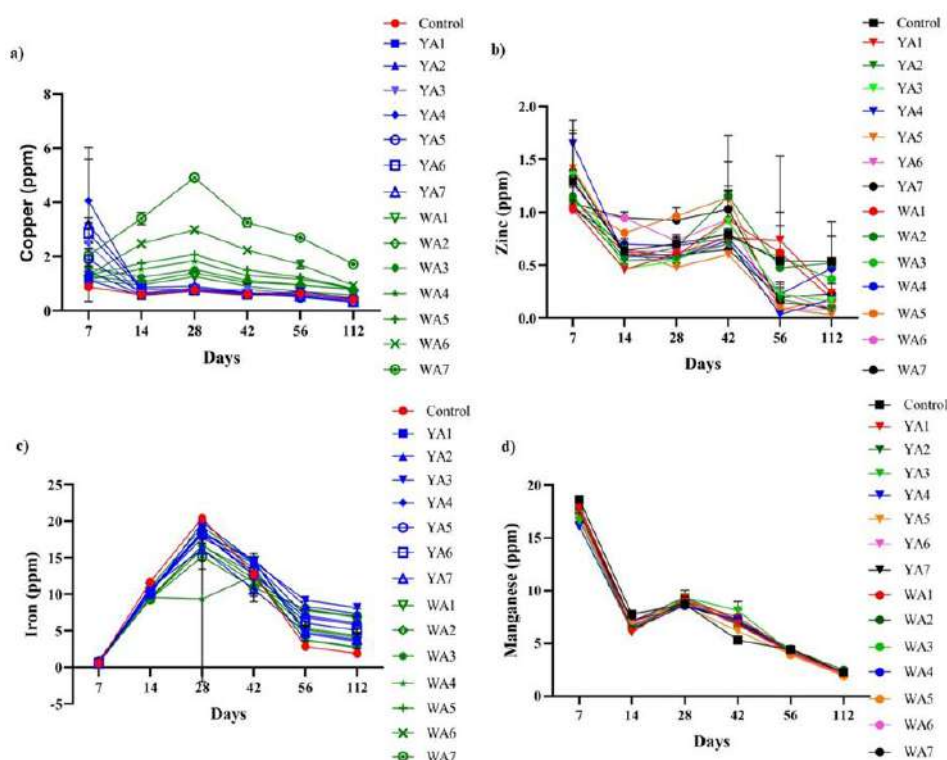 a)
Copper (ppm)
8
6
4
2
0
7 14 28 42 56 112
Days
Control
YA1
YA2
YA3
YA4
YA5
YA6
YA7
WA1
WA2
WA3
WA4
WA5
WA6
WA7
b)
Zinc (ppm)
2.0
1.5
1.0
0.5
0.0
7 14 28 42 56 112
Days
Control
YA1
YA2
YA3
YA4
YA5
YA6
YA7
WA1
WA2
WA3
WA4
WA5
WA6
WA7
c)
Iron (ppm)
25
20
15
10
5
0
-5
7 14 28 42 56 112
Days
Control
YA1
YA2
YA3
YA4
YA5
YA6
YA7
WA1
WA2
WA3
WA4
WA5
WA6
WA7
d)
Manganese (ppm)
20
15
10
5
0
7 14 28 42 56 112
Days
Control
YA1
YA2
YA3
YA4
YA5
YA6
YA7
WA1
WA2
WA3
WA4
WA5
WA6
WA7